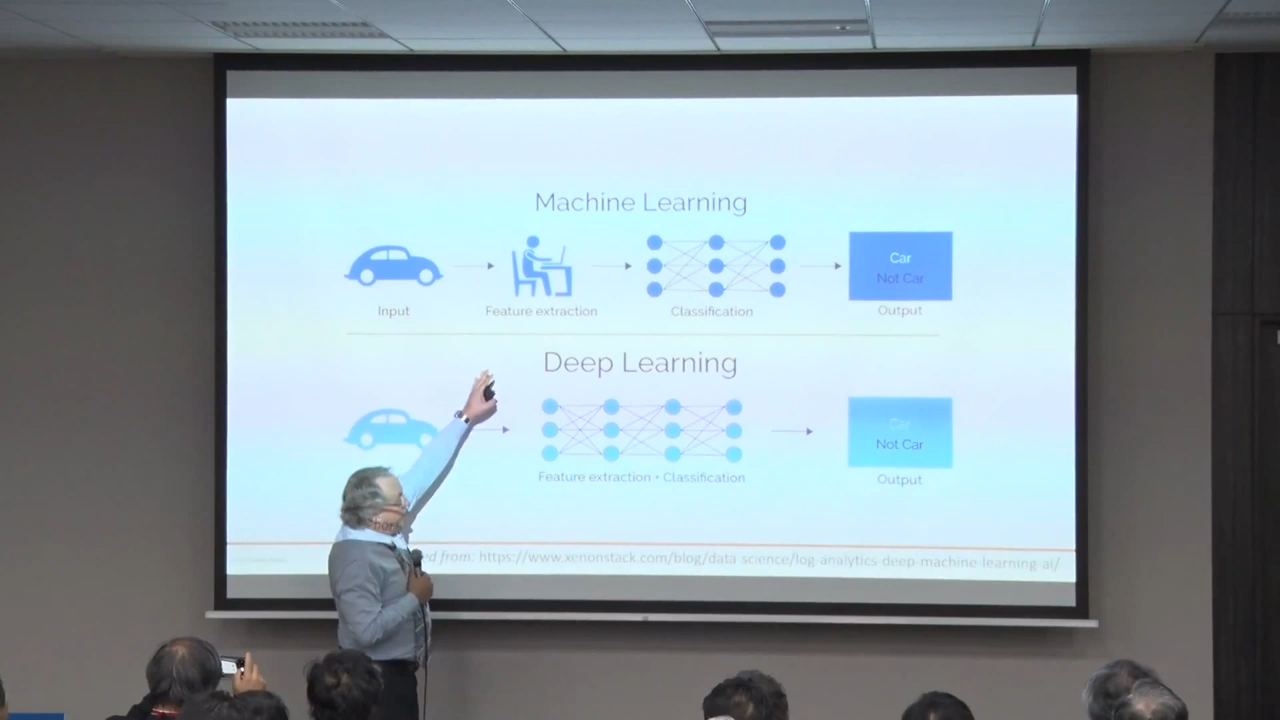 Machine Learning
Car
Not Car
Input
Feature extraction
Classification
Output
Deep Learning
Car
Not Car
Feature extraction + Classification
Output
ed from: https://www.xenonstack.com/blog/data-science/log-analytics-deep-machine-learning-ai/